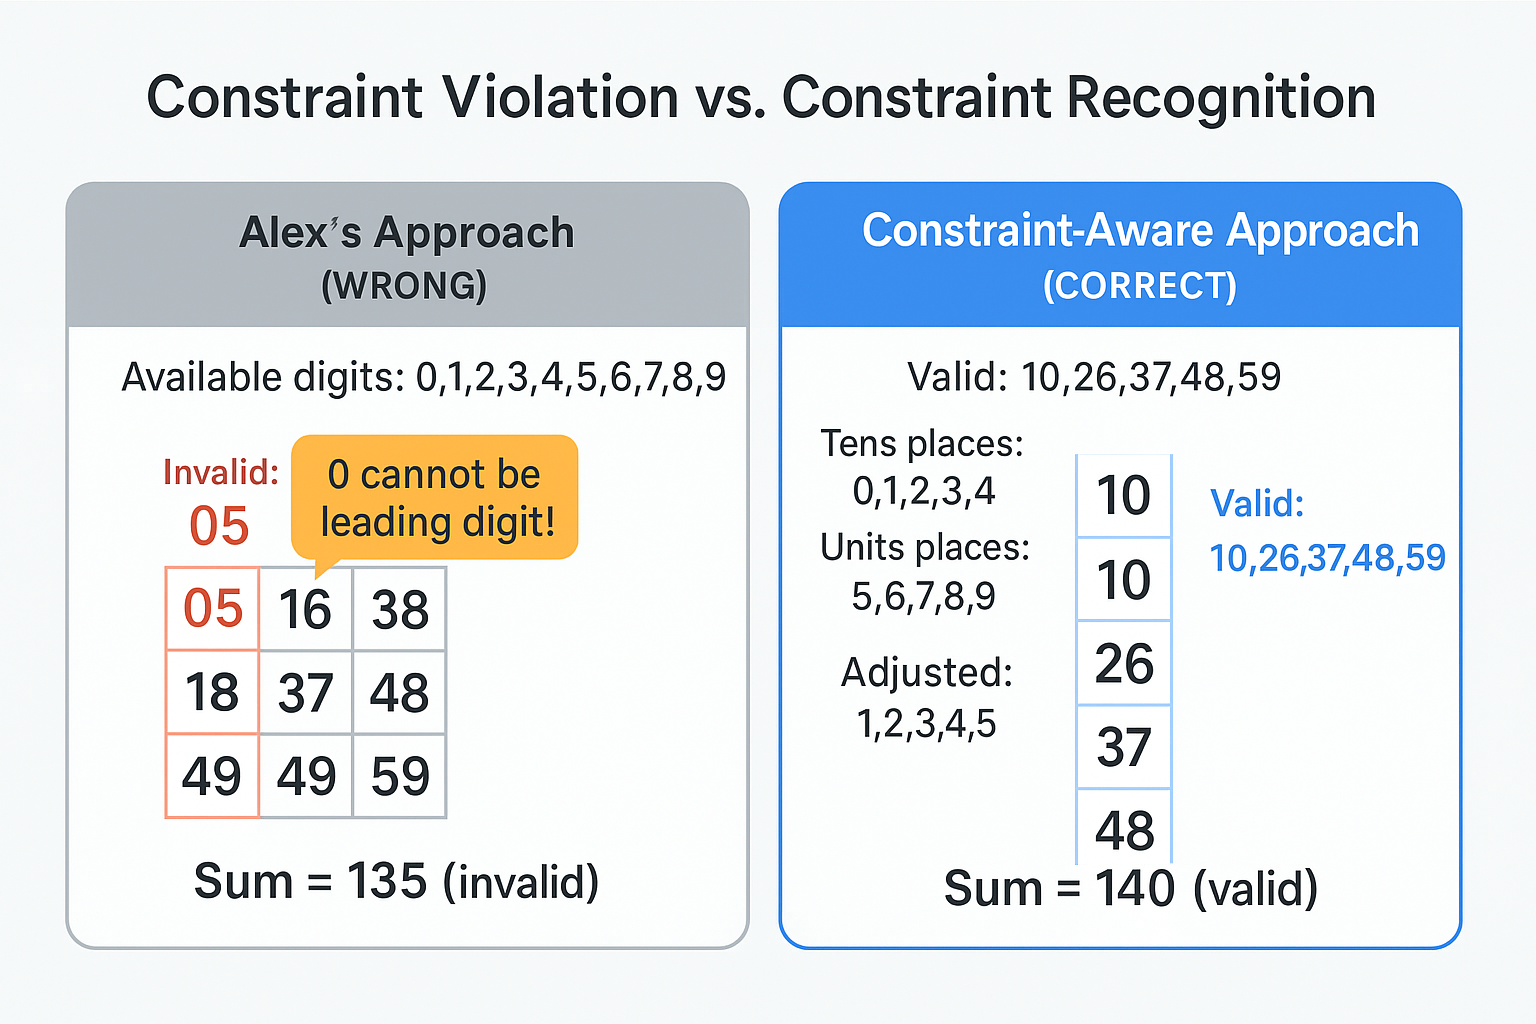 Constraint Violation vs. Constraint Recognition
Alex's Approach
(WRONG)
Available digits: 0,1,2,3,4,5,6,7,8,9
Invalid:
05
0 cannot be
leading digit!
05 16 38
18 37 48
49 49 59
Sum = 135 (invalid)
Constraint-Aware Approach
(CORRECT)
Valid: 10,26,37,48,59
Tens places:
0,1,2,3,4
Units places:
5,6,7,8,9
Adjusted:
1,2,3,4,5
10
10
26
37
48
Valid:
10,26,37,48,59
Sum = 140 (valid)